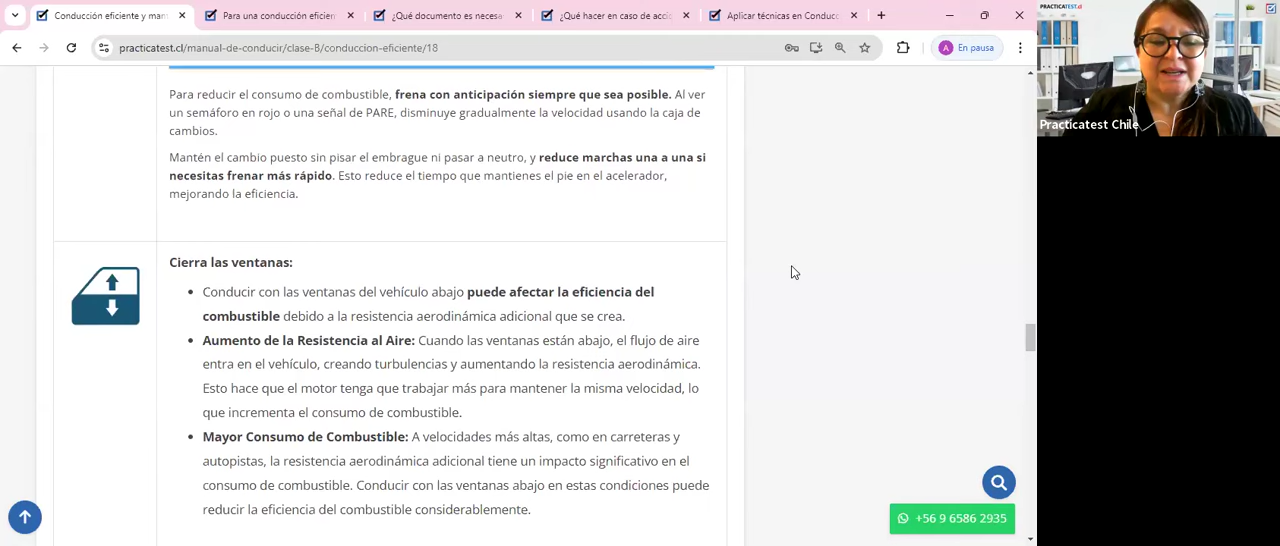 Conducción eficiente y man
Para una conducción eficien
¿Qué documento es necesa
¿Qué hacer en caso de acci
Aplicar técnicas en Conduc
practicatest.cl/manual-de-conducir/clase-B/conduccion-eficiente/18
A En pausa
PRACTICATEST.cl
Practicatest Chile
Para reducir el consumo de combustible, frena con anticipación siempre que sea posible. Al ver
un semáforo en rojo o una señal de PARE, disminuye gradualmente la velocidad usando la caja de
cambios.
Mantén el cambio puesto sin pisar el embrague ni pasar a neutro, y reduce marchas una a una si
necesitas frenar más rápido. Esto reduce el tiempo que mantienes el pie en el acelerador,
mejorando la eficiencia.
Cierra las ventanas:
• Conducir con las ventanas del vehículo abajo puede afectar la eficiencia del
combustible debido a la resistencia aerodinámica adicional que se crea.
• Aumento de la Resistencia al Aire: Cuando las ventanas están abajo, el flujo de aire
entra en el vehículo, creando turbulencias y aumentando la resistencia aerodinámica.
Esto hace que el motor tenga que trabajar más para mantener la misma velocidad, lo
que incrementa el consumo de combustible.
• Mayor Consumo de Combustible: A velocidades más altas, como en carreteras y
autopistas, la resistencia aerodinámica adicional tiene un impacto significativo en el
consumo de combustible. Conducir con las ventanas abajo en estas condiciones puede
reducir la eficiencia del combustible considerablemente.
+56 9 6586 2935